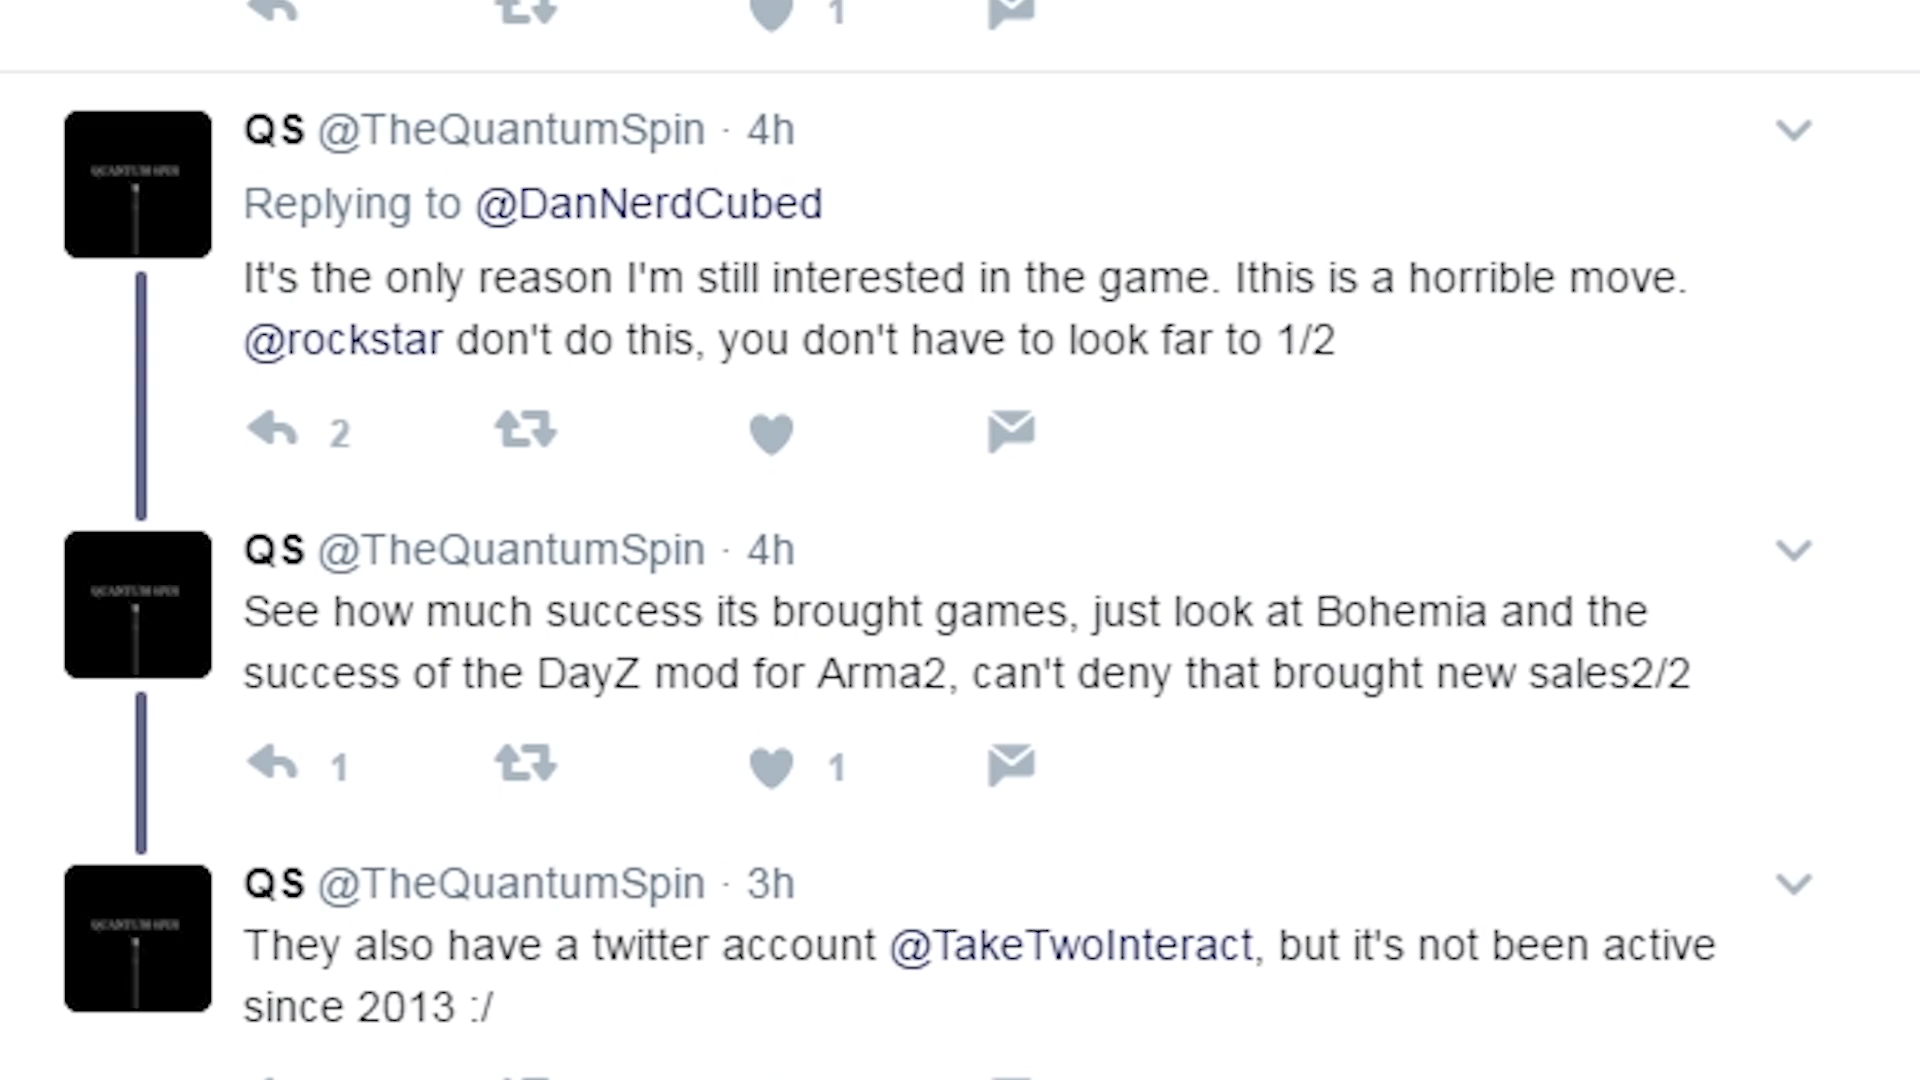 1
QS @TheQuantumSpin · 4h
Replying to @DanNerdCubed
It's the only reason I'm still interested in the game. Ithis is a horrible move.
@rockstar don't do this, you don't have to look far to 1/2
2
QS @TheQuantumSpin · 4h
See how much success its brought games, just look at Bohemia and the
success of the DayZ mod for Arma2, can't deny that brought new sales2/2
1 1
QS @TheQuantumSpin · 3h
They also have a twitter account @TakeTwoInteract, but it's not been active
since 2013 :/